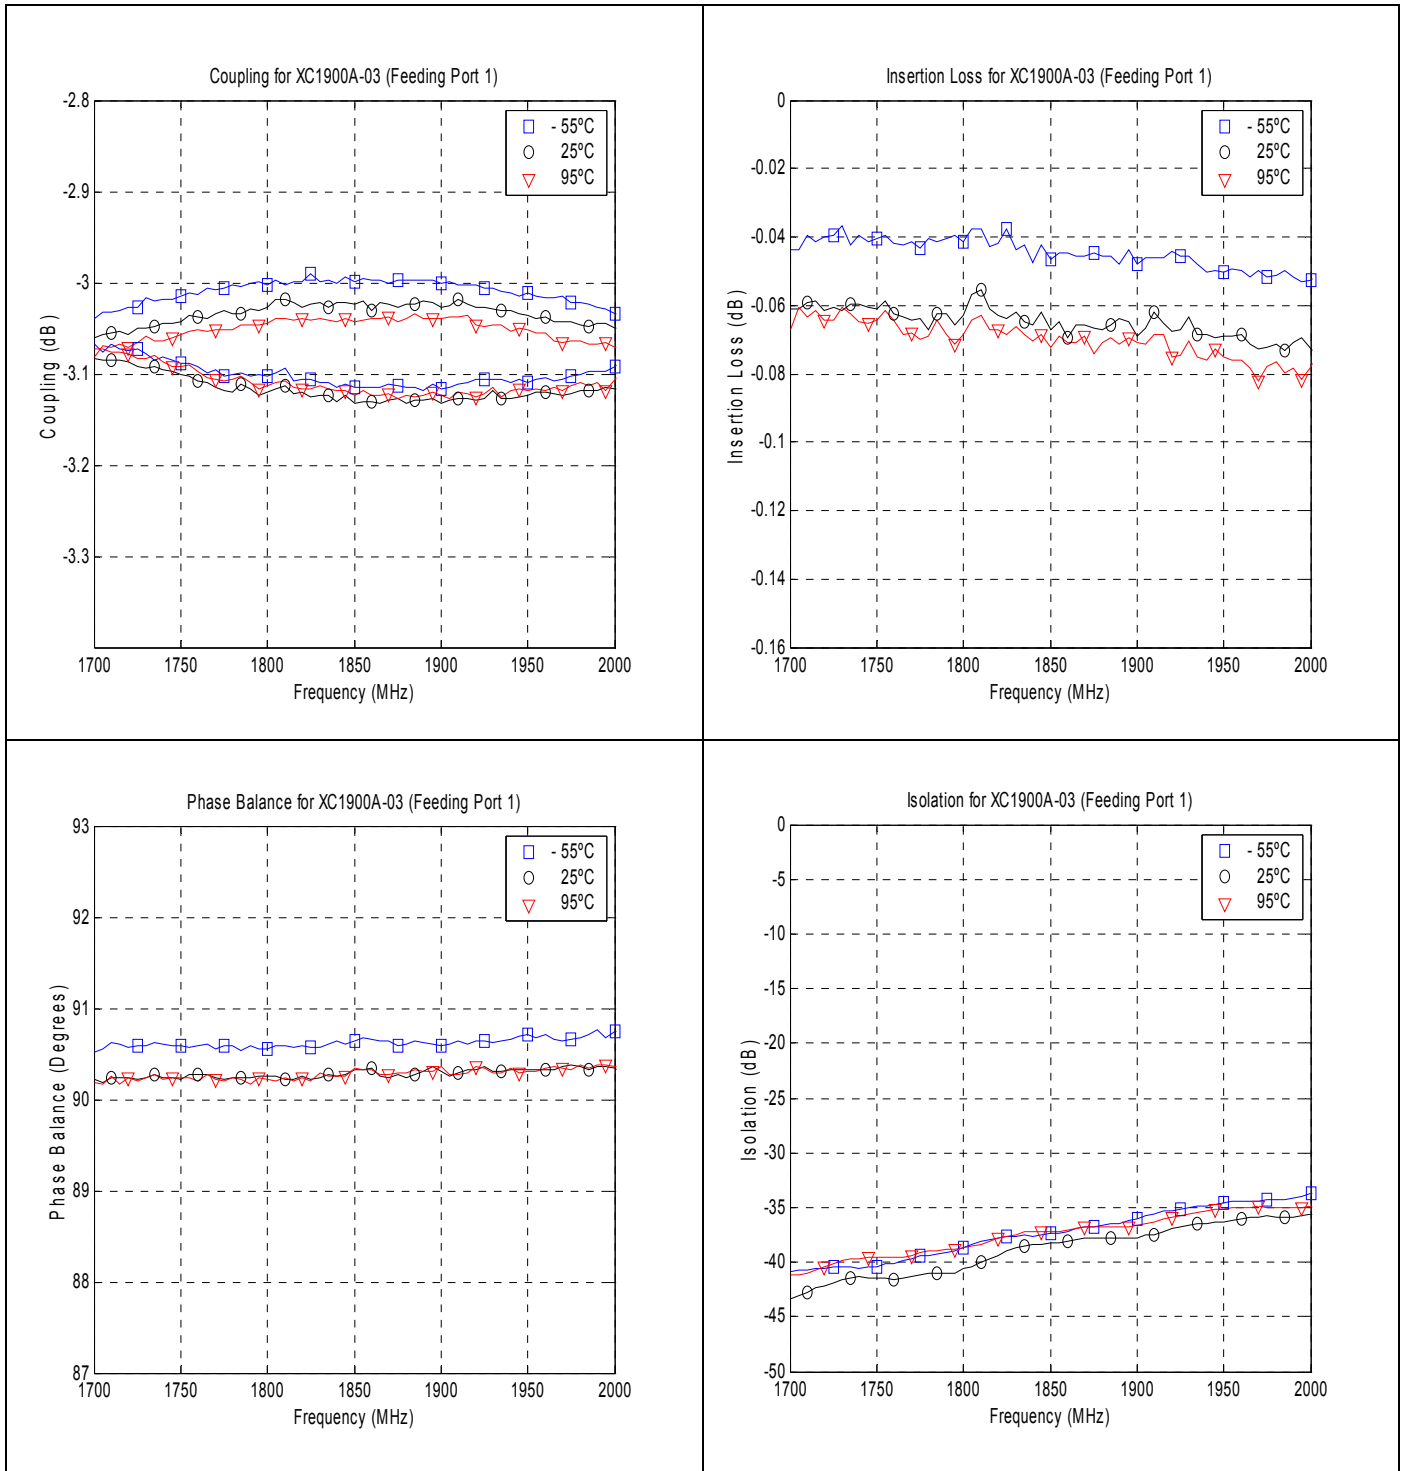 Coupling for XC1900A-03 (Feeding Port 1)
-2.8
-2.9
-3
-3.1
-3.2
-3.3
Coupling (dB)
- 55ºC
25ºC
95ºC
1700 1750 1800 1850 1900 1950 2000
Frequency (MHz)
Insertion Loss for XC1900A-03 (Feeding Port 1)
0
-0.02
-0.04
-0.06
-0.08
-0.1
-0.12
-0.14
-0.16
Insertion Loss (dB)
- 55ºC
25ºC
95ºC
1700 1750 1800 1850 1900 1950 2000
Frequency (MHz)
Phase Balance for XC1900A-03 (Feeding Port 1)
93
92
91
90
89
88
87
Phase Balance (Degrees)
- 55ºC
25ºC
95ºC
1700 1750 1800 1850 1900 1950 2000
Frequency (MHz)
Isolation for XC1900A-03 (Feeding Port 1)
0
-5
-10
-15
-20
-25
-30
-35
-40
-45
-50
Isolation (dB)
- 55ºC
25ºC
95ºC
1700 1750 1800 1850 1900 1950 2000
Frequency (MHz)